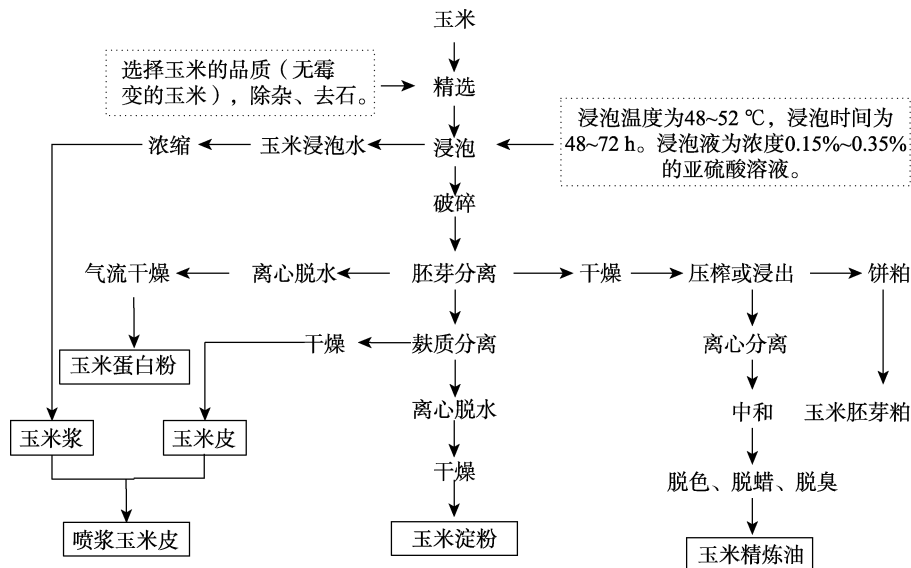 玉米
选择玉米的品质（无霉
变的玉米），除杂、去石。
精选
浸泡温度为48~52 ℃，浸泡时间为
48~72 h。浸泡液为浓度0.15%~0.35%
的亚硫酸溶液。
浓缩
玉米浸泡水
浸泡
破碎
气流干燥
离心脱水
胚芽分离
干燥
压榨或浸出
饼粕
干燥
麸质分离
离心分离
玉米蛋白粉
离心脱水
中和
玉米胚芽粕
玉米浆
玉米皮
干燥
脱色、脱蜡、脱臭
喷浆玉米皮
玉米淀粉
玉米精炼油